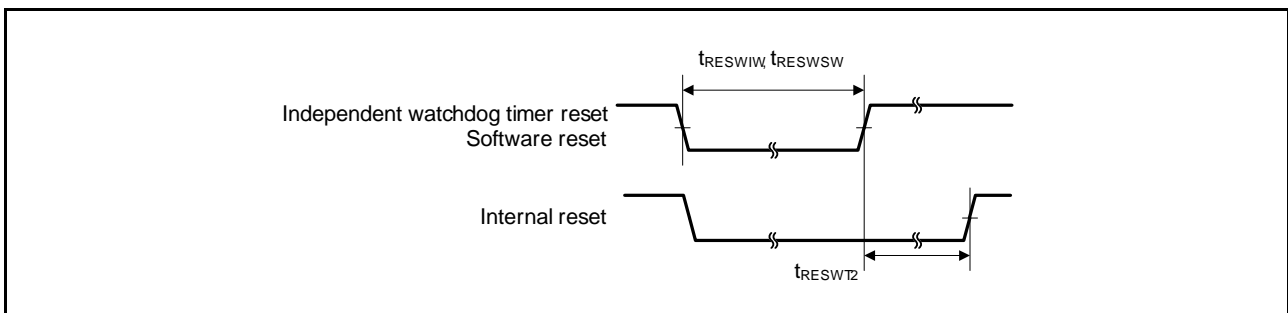 tRESWIW, tRESWSW
Independent watchdog timer reset
Software reset
Internal reset
tRESWT2